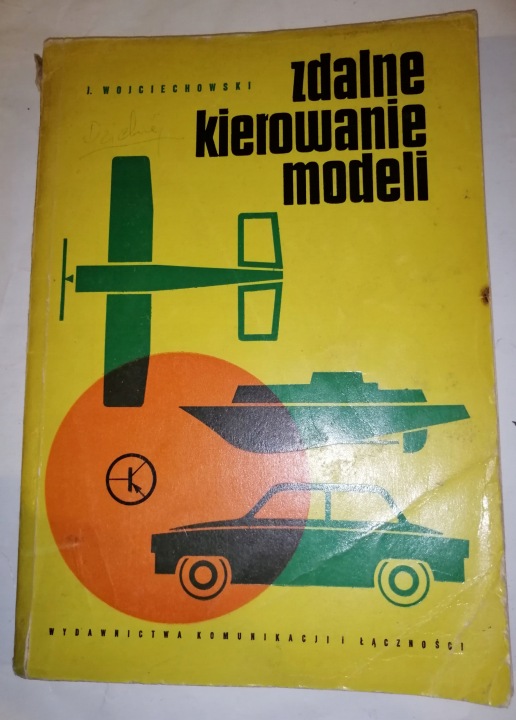 J. WOJCIECHOWSKI
zdalne
kierowanie
modeli
WYDAWNICTWA KOMUNIKACJI I ŁĄCZNOŚCI